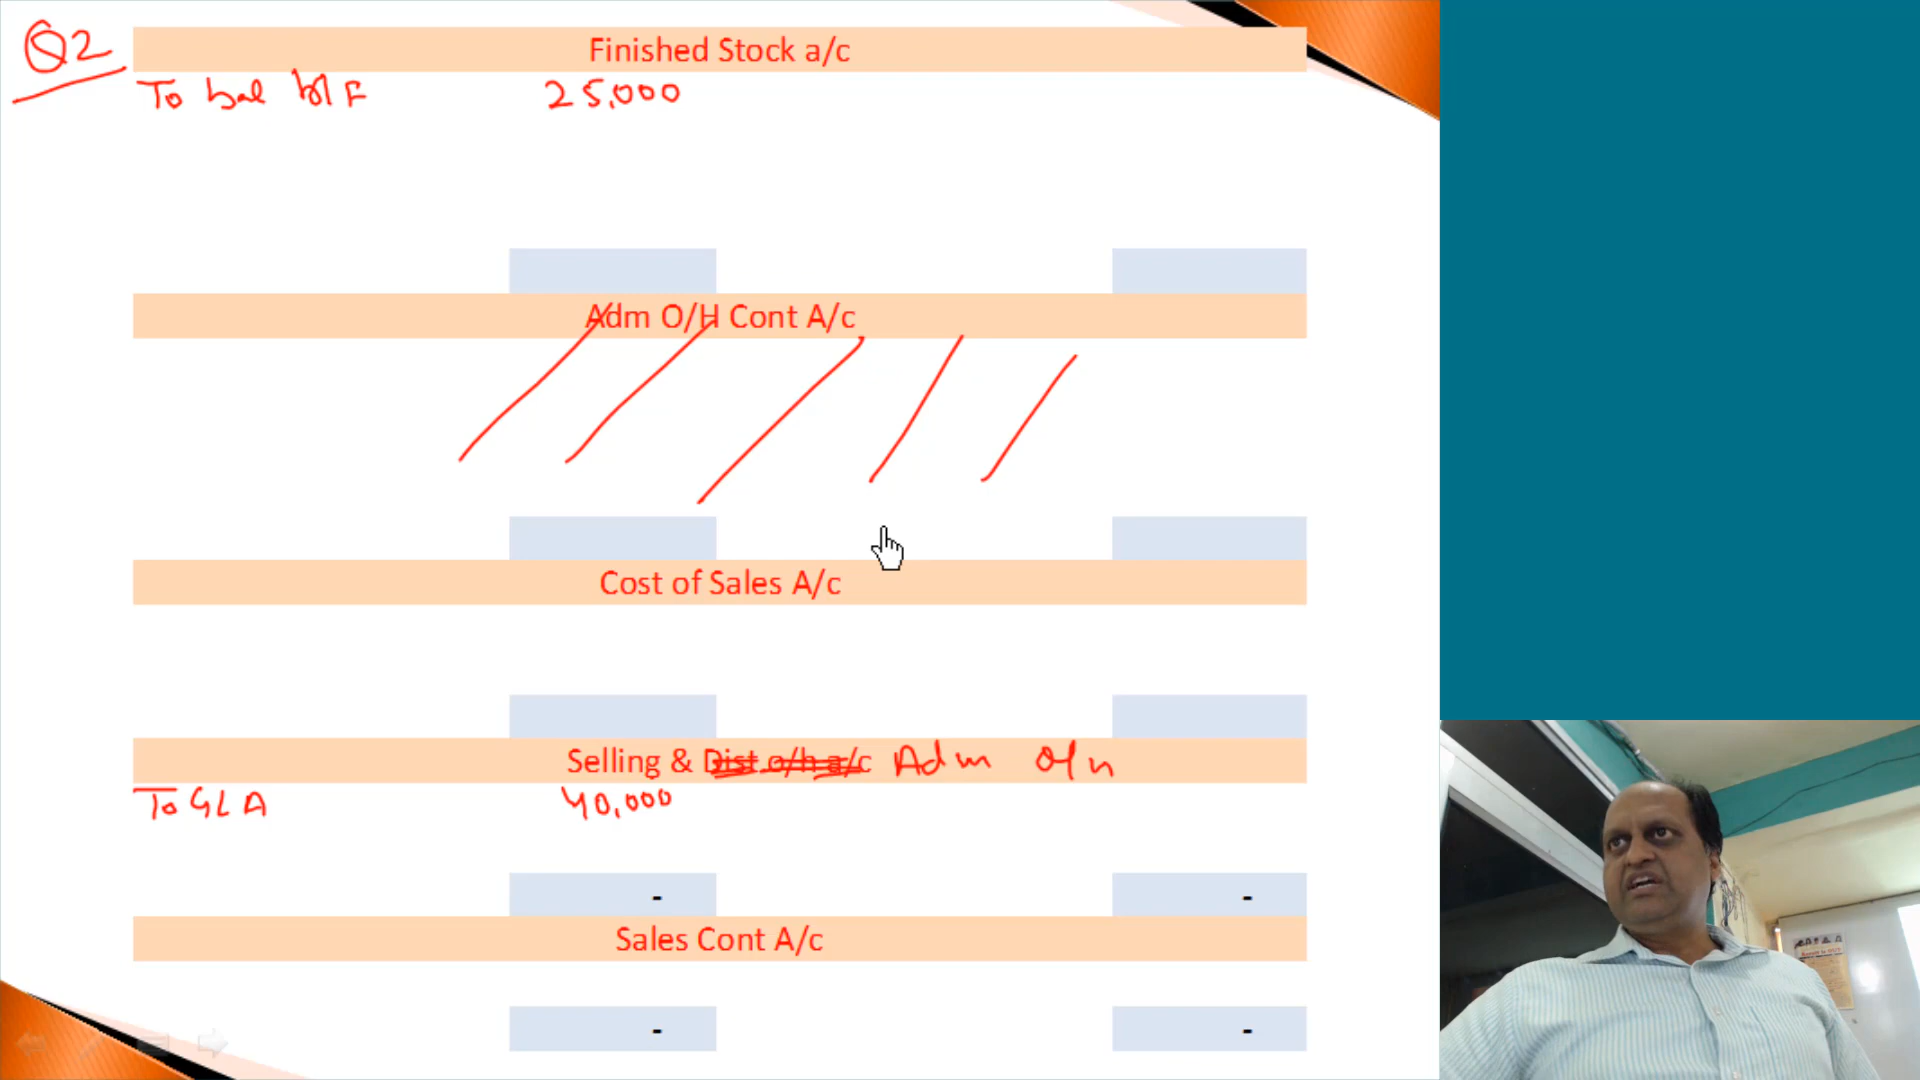 Q2
Finished Stock a/c
To bal b/F 25,000
Adm O/H Cont A/c
Cost of Sales A/c
Selling & Dist o/h a/c Adm o/h
To GLA 40,000
- -
Sales Cont A/c
- -